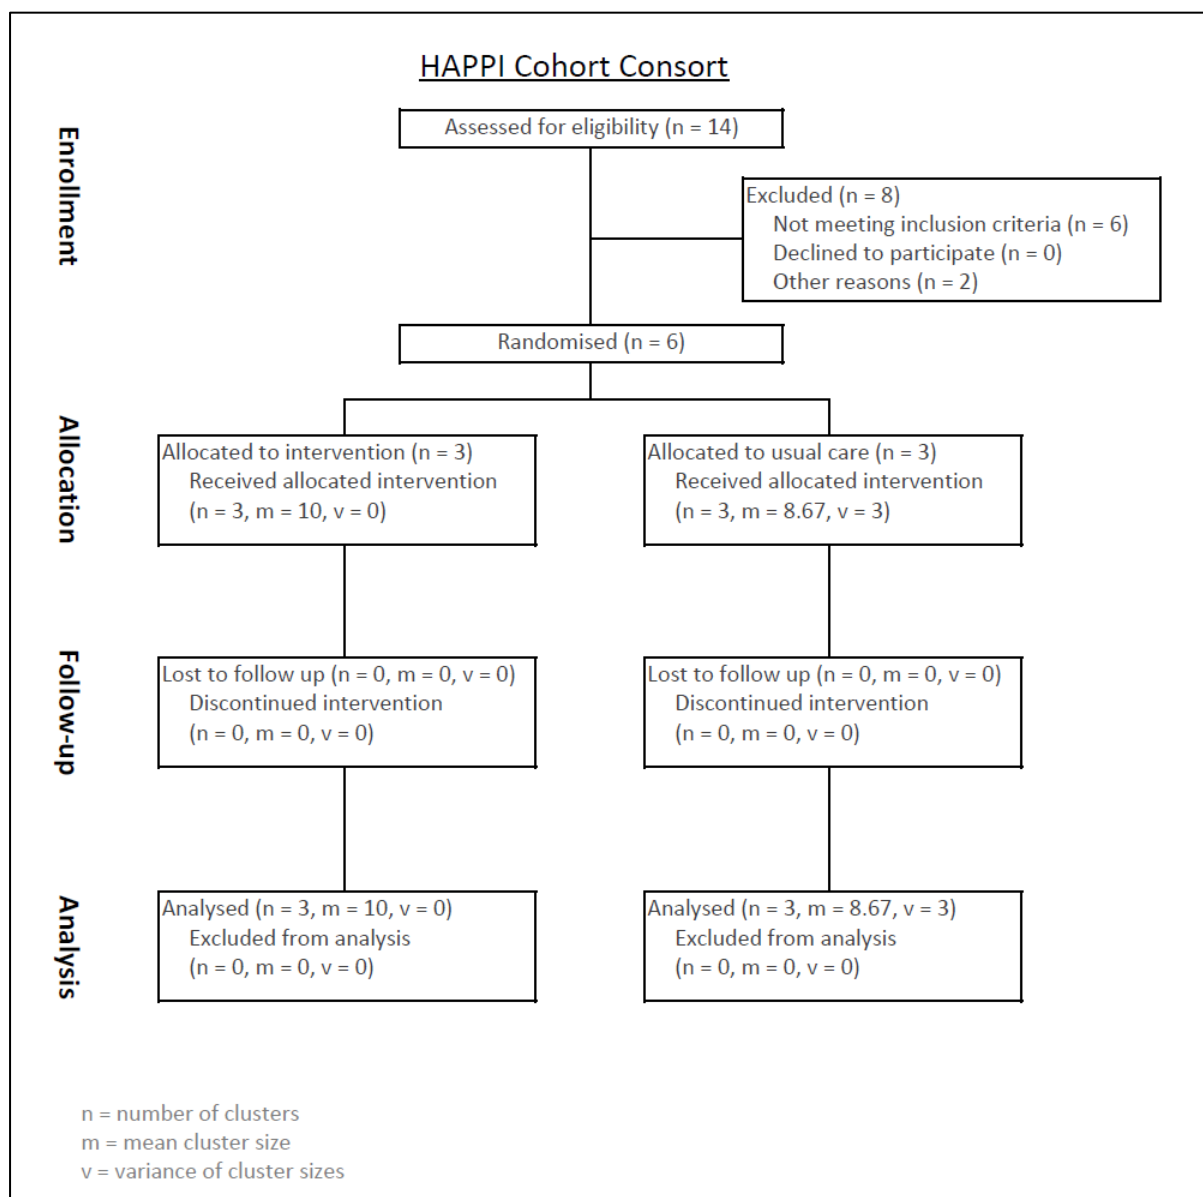 HAPPI Cohort Consort
Enrollment
Assessed for eligibility (n = 14)
Excluded (n = 8)
Not meeting inclusion criteria (n = 6)
Declined to participate (n = 0)
Other reasons (n = 2)
Randomised (n = 6)
Allocation
Allocated to intervention (n = 3)
Received allocated intervention
(n = 3, m = 10, v = 0)
Allocated to usual care (n = 3)
Received allocated intervention
(n = 3, m = 8.67, v = 3)
Follow-up
Lost to follow up (n = 0, m = 0, v = 0)
Discontinued intervention
(n = 0, m = 0, v = 0)
Lost to follow up (n = 0, m = 0, v = 0)
Discontinued intervention
(n = 0, m = 0, v = 0)
Analysis
Analysed (n = 3, m = 10, v = 0)
Excluded from analysis
(n = 0, m = 0, v = 0)
Analysed (n = 3, m = 8.67, v = 3)
Excluded from analysis
(n = 0, m = 0, v = 0)
n = number of clusters
m = mean cluster size
v = variance of cluster sizes